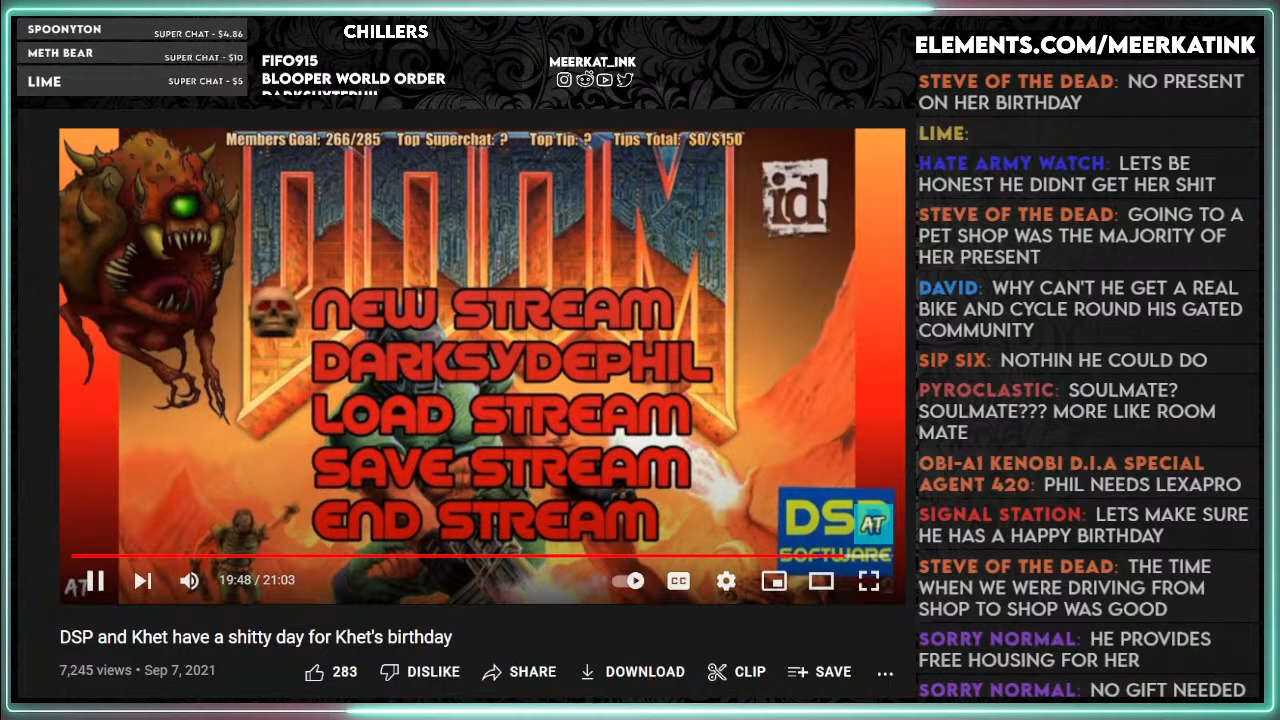 SPOONYTON SUPER CHAT - $4.86
METH BEAR SUPER CHAT - $10
LIME SUPER CHAT - $5
CHILLERS
FIFO915
BLOOPER WORLD ORDER
MEERKAT_INK
ELEMENTS.COM/MEERKATINK
Members Goal: 266/285 Top Superchat: ? Top Tip: ? Tips Total: $0/$150
DOOM
id
NEW STREAM
DARKSYDEPHIL
LOAD STREAM
SAVE STREAM
END STREAM
DSP
AT
SOFTWARE
AT
19:48 / 21:03
CC
DSP and Khet have a shitty day for Khet's birthday
7,245 views • Sep 7, 2021
283 DISLIKE SHARE DOWNLOAD CLIP SAVE ...
STEVE OF THE DEAD: NO PRESENT
ON HER BIRTHDAY
LIME:
HATE ARMY WATCH: LETS BE
HONEST HE DIDNT GET HER SHIT
STEVE OF THE DEAD: GOING TO A
PET SHOP WAS THE MAJORITY OF
HER PRESENT
DAVID: WHY CAN'T HE GET A REAL
BIKE AND CYCLE ROUND HIS GATED
COMMUNITY
SIP SIX: NOTHIN HE COULD DO
PYROCLASTIC: SOULMATE?
SOULMATE??? MORE LIKE ROOM
MATE
OBI-A1 KENOBI D.I.A SPECIAL
AGENT 420: PHIL NEEDS LEXAPRO
SIGNAL STATION: LETS MAKE SURE
HE HAS A HAPPY BIRTHDAY
STEVE OF THE DEAD: THE TIME
WHEN WE WERE DRIVING FROM
SHOP TO SHOP WAS GOOD
SORRY NORMAL: HE PROVIDES
FREE HOUSING FOR HER
SORRY NORMAL: NO GIFT NEEDED